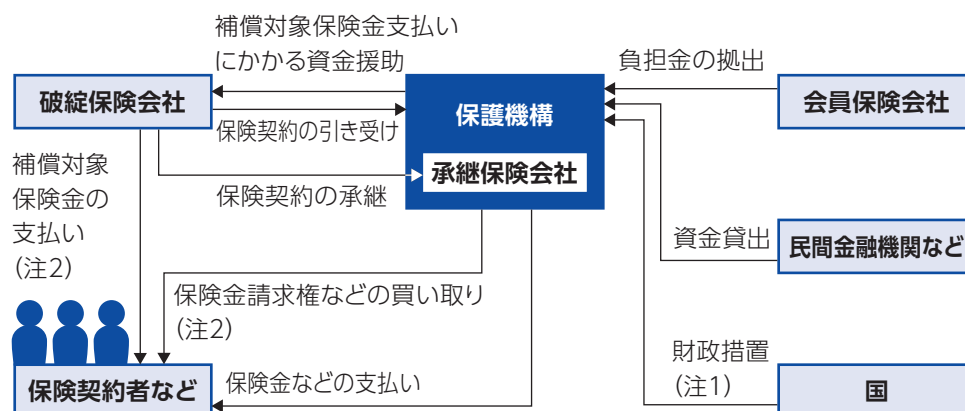 補償対象保険金支払い
にかかる資金援助
負担金の拠出
破綻保険会社
保護機構
会員保険会社
保険契約の引き受け
補償対象
保険金の
支払い
(注2)
承継保険会社
保険契約の承継
資金貸出
民間金融機関など
保険金請求権などの買い取り
(注2)
財政措置
(注1)
保険契約者など
保険金などの支払い
国